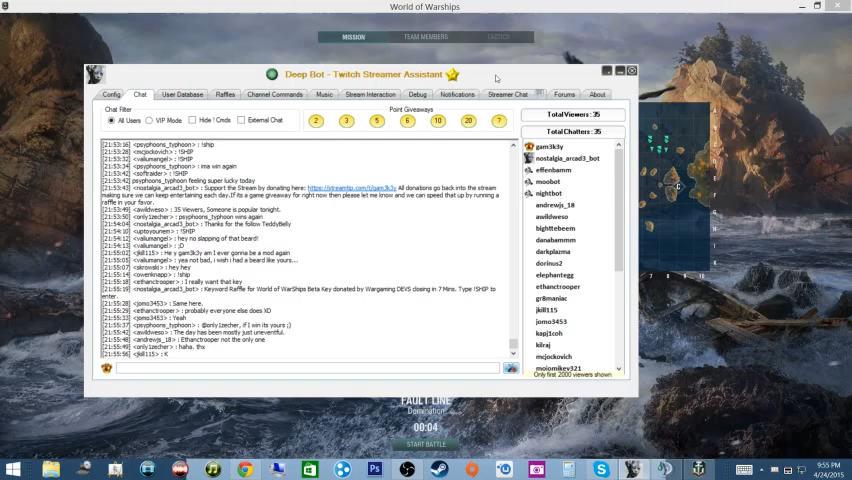 World of Warships
MISSION TEAM MEMBERS TACTICS
Deep Bot - Twitch Streamer Assistant
Config Chat User Database Raffles Channel Commands Music Stream Interaction Debug Notifications Streamer Chat Forums About
Chat Filter
All Users VIP Mode Hide ! Cmds External Chat
Point Giveaways
2 3 5 6 10 20 ?
Total Viewers : 35
Total Chatters : 35
[21:53:16] <psyphoons_typhoon> : !ship
[21:53:28] <mcjockovich> : !SHIP
[21:53:32] <valiumangel> : !SHIP
[21:53:34] <psyphoons_typhoon> : ima win again
[21:53:42] <softraider> : !SHIP
[21:53:42] psyphoons_typhoon feeling super lucky today
[21:53:43] <nostalgia_arcad3_bot> : Support the Stream by donating here: https://streamtip.com/t/gam3k3y All donations go back into the stream
making sure we can keep entertaining each day.If its a game giveaway for right now then please let me know and we can speed that up by running a
raffle in your favor.
[21:53:49] <awildweso> : 35 Viewers, Someone is popular tonight.
[21:53:50] <only1zecher> : psyphoons_typhoon wins again
[21:54:04] <nostalgia_arcad3_bot> : Thanks for the follow TeddyBelly
[21:54:10] <uptoyounem> : !SHIP
[21:54:12] <valiumangel> : hey no slapping of that beard!
[21:54:17] <valiumangel> : ;D
[21:55:02] <jkill115> : He y gam3k3y am I ever gonna be a mod again
[21:55:05] <valiumangel> : yea not bad, i wish i had a beard like yours...
[21:55:07] <skrowski> : hey hey
[21:55:14] <owenknapp> : !ship
[21:55:18] <ethanctrooper> : I really want that key
[21:55:19] <nostalgia_arcad3_bot> : Keyword Raffle for World of WarShips Beta Key donated by Wargaming DEVS closing in 7 Mins. Type !SHIP to
enter.
[21:55:28] <jomo3453> : Same here.
[21:55:29] <ethanctrooper> : probably everyone else does XD
[21:55:33] <jomo3453> : Yeah
[21:55:37] <psyphoons_typhoon> : @only1zecher, if I win its yours ;)
[21:55:42] <awildweso> : The day has been mostly just uneventful.
[21:55:48] <andrewjs_18> : Ethanctrooper not the only one
[21:55:49] <only1zecher> : haha. thx
[21:55:56] <jkill115> : K
gam3k3y
nostalgia_arcad3_bot
effenbamm
moobot
nightbot
andrewjs_18
awildweso
bighttebeem
danabammm
darkplazma
dorinus2
elephantegg
ethanctrooper
gr8maniac
jkill115
jomo3453
kapj1coh
kilraj
mcjockovich
mojomikey321
Only first 2000 viewers shown
C
7 8 9 10
FAULT LINE
Domination
00:04
START BATTLE
9:55 PM
4/24/2015